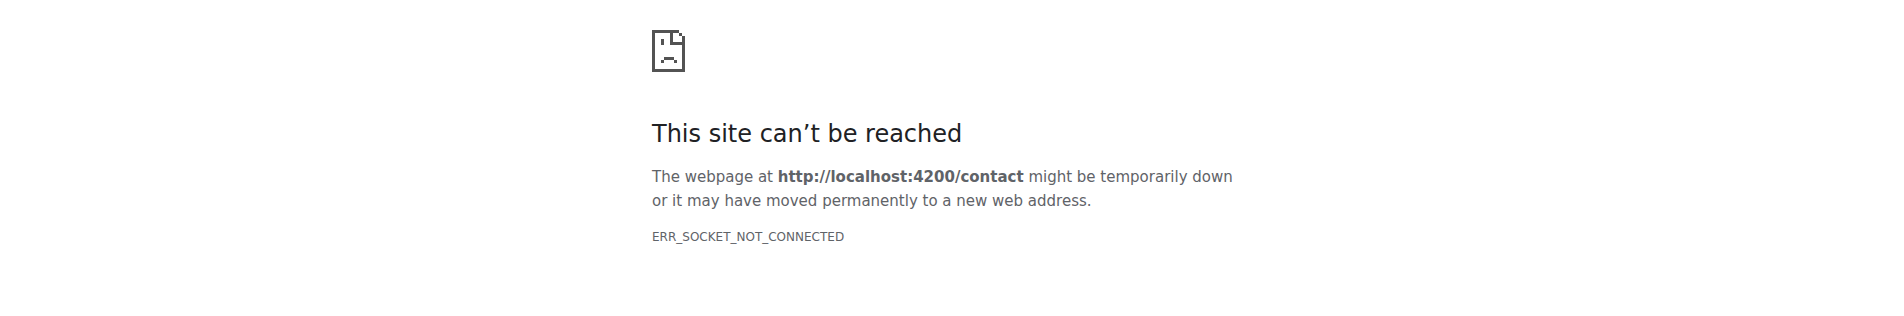 This site can’t be reached
The webpage at http://localhost:4200/contact might be temporarily down
or it may have moved permanently to a new web address.
ERR_SOCKET_NOT_CONNECTED